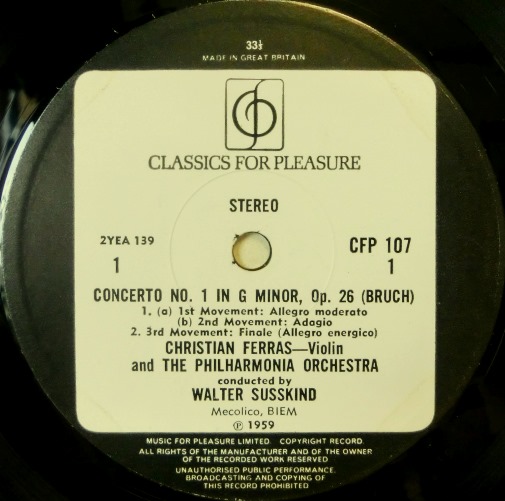 33⅓
MADE IN GREAT BRITAIN
CLASSICS FOR PLEASURE
STEREO
2YEA 139
1
CFP 107
1
CONCERTO NO. 1 IN G MINOR, Op. 26 (BRUCH)
1. (a) 1st Movement: Allegro moderato
(b) 2nd Movement: Adagio
2. 3rd Movement: Finale (Allegro energico)
CHRISTIAN FERRAS—Violin
and THE PHILHARMONIA ORCHESTRA
conducted by
WALTER SUSSKIND
Mecolico, BIEM
℗ 1959
MUSIC FOR PLEASURE LIMITED. COPYRIGHT RECORD
ALL RIGHTS OF THE MANUFACTURER AND OF THE OWNER
OF THE RECORDED WORK RESERVED
UNAUTHORISED PUBLIC PERFORMANCE.
BROADCASTING AND COPYING OF
THIS RECORD PROHIBITED